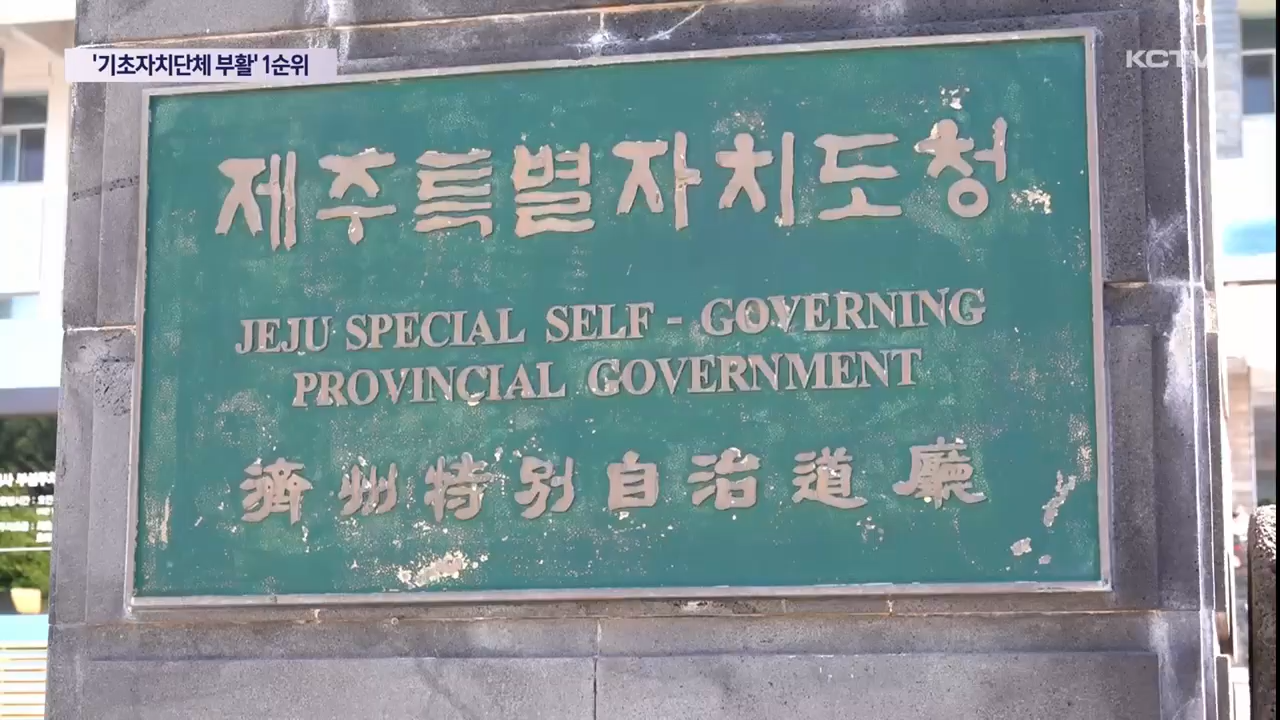 '기초자치단체 부활' 1순위
KCTV
제주특별자치도청
JEJU SPECIAL SELF - GOVERNING
PROVINCIAL GOVERNMENT
濟州特別自治道廳